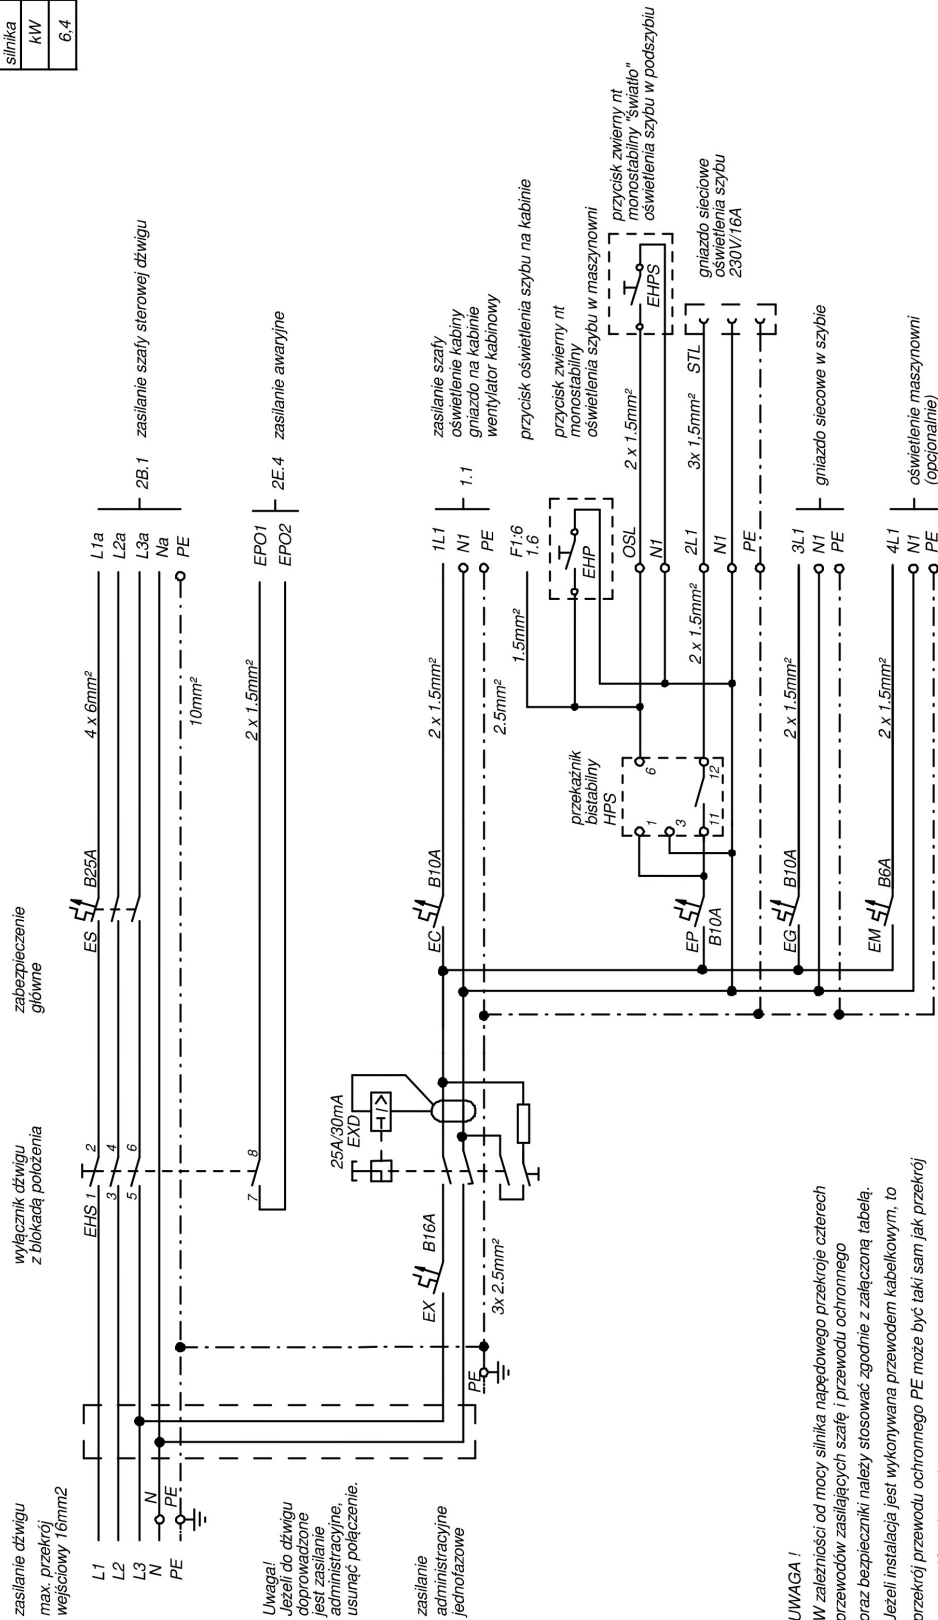 silnika
kW
6,4
zasilanie dźwigu
max. przekrój
wejściowy 16mm2
wyłącznik dźwigu
z blokadą położenia
zabezpieczenie
główne
L1
L2
L3
N
PE
N
PE
EHS
1
2
3
4
5
6
ES
B25A
4 x 6mm²
10mm²
L1a
L2a
L3a
Na
PE
2B.1
zasilanie szafy sterowej dźwigu
7
8
2 x 1.5mm²
EPO1
EPO2
2E.4
zasilanie awaryjne
Uwaga!
Jeżeli do dźwigu
doprowadzone
jest zasilanie
administracyjne,
usunąć połączenie.
zasilanie
administracyjne
jednofazowe
PE
EX
B16A
3x 2.5mm²
25A/30mA
EXD
I>
EC
B10A
2 x 1.5mm²
2.5mm²
1L1
N1
PE
1.1
zasilanie szafy
oświetlenie kabiny
gniazdo na kabinie
wentylator kabinowy
1.5mm²
F1:6
1.6
przycisk oświetlenia szybu na kabinie
EHP
przycisk zwierny nt
monostabilny
oświetlenia szybu w maszynowni
przekaźnik
bistabilny
HPS
1
3
6
11
12
OSL
N1
2 x 1.5mm²
EHPS
przycisk zwierny nt
monostabilny "światło"
oświetlenia szybu w podszybiu
EP
B10A
2 x 1.5mm²
2L1
N1
PE
3x 1,5mm²
STL
gniazdo sieciowe
oświetlenia szybu
230V/16A
EG
B10A
2 x 1.5mm²
3L1
N1
PE
gniazdo siecowe w szybie
EM
B6A
2 x 1.5mm²
4L1
N1
PE
oświetlenie maszynowni
(opcjonalnie)
UWAGA !
W zależności od mocy silnika napędowego przekroje czterech
przewodów zasilających szafę i przewodu ochronnego
oraz bezpieczniki należy stosować zgodnie z załączoną tabelą.
Jeżeli instalacja jest wykonywana przewodem kabelkowym, to
przekrój przewodu ochronnego PE może być taki sam jak przekrój